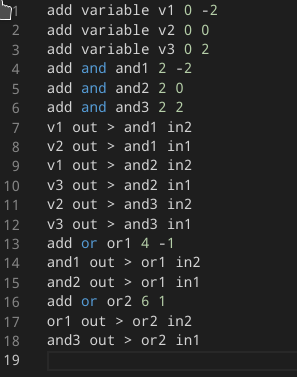 1 add variable v1 0 -2
2 add variable v2 0 0
3 add variable v3 0 2
4 add and and1 2 -2
5 add and and2 2 0
6 add and and3 2 2
7 v1 out > and1 in2
8 v2 out > and1 in1
9 v1 out > and2 in2
10 v3 out > and2 in1
11 v2 out > and3 in2
12 v3 out > and3 in1
13 add or or1 4 -1
14 and1 out > or1 in2
15 and2 out > or1 in1
16 add or or2 6 1
17 or1 out > or2 in2
18 and3 out > or2 in1
19